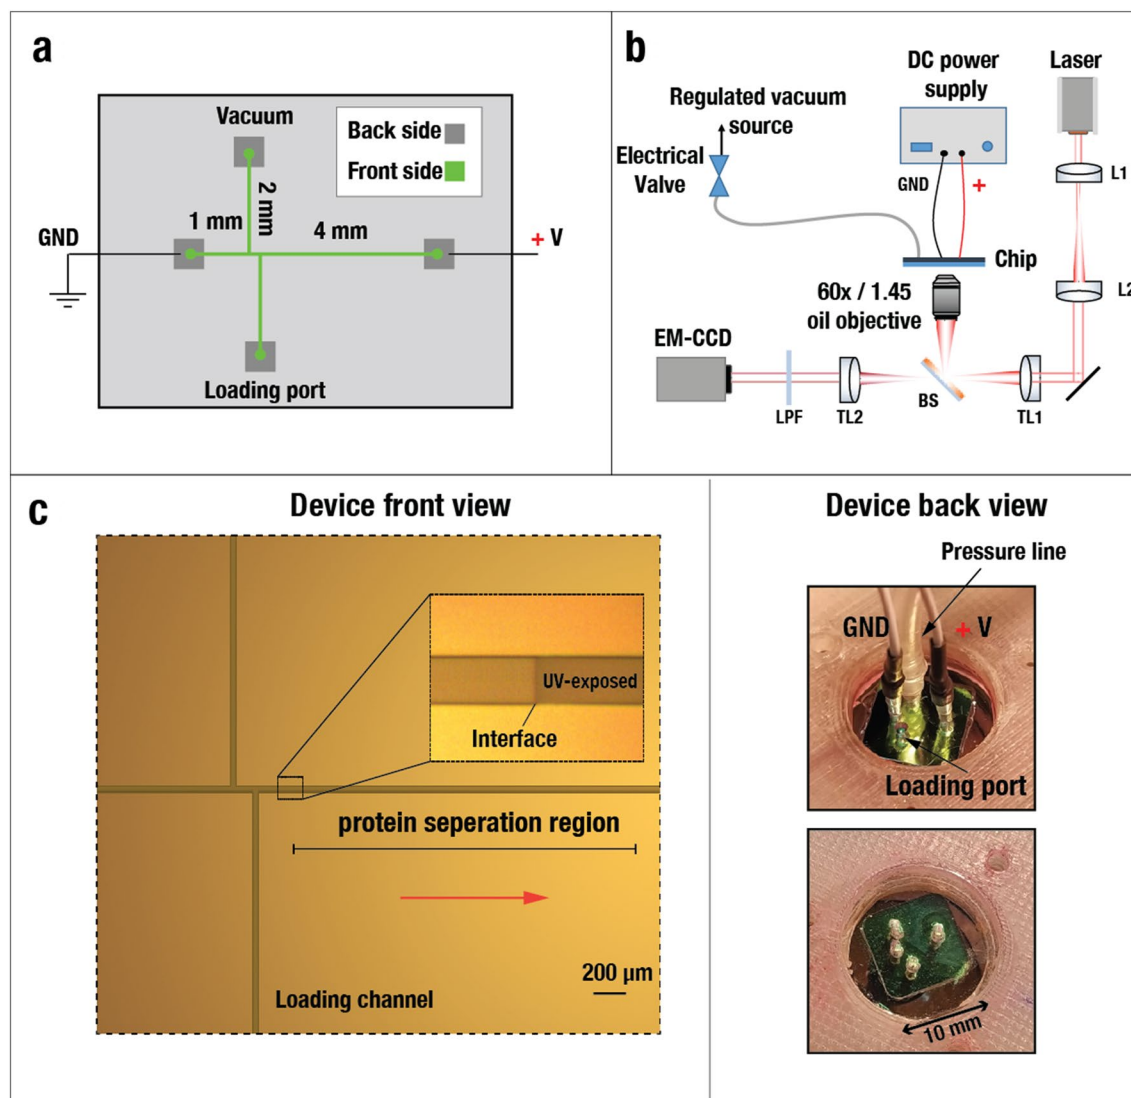 a
Vacuum
Back side
Front side
1 mm
2 mm
4 mm
GND
+ V
Loading port
b
DC power
supply
Laser
Regulated vacuum
source
Electrical
Valve
GND
+
L1
Chip
60x / 1.45
oil objective
L2
EM-CCD
LPF
TL2
BS
TL1
c
Device front view
UV-exposed
Interface
protein seperation region
200 µm
Loading channel
Device back view
Pressure line
GND
+ V
Loading port
10 mm